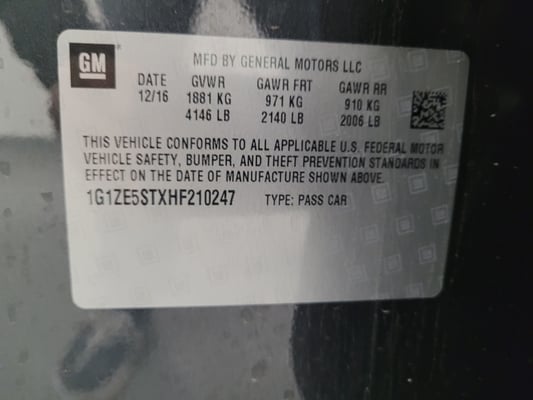 GM
MFD BY GENERAL MOTORS LLC
DATE GVWR GAWR FRT GAWR RR
12/16 1881 KG 971 KG 910 KG
4146 LB 2140 LB 2006 LB
THIS VEHICLE CONFORMS TO ALL APPLICABLE U.S. FEDERAL MOTOR
VEHICLE SAFETY, BUMPER, AND THEFT PREVENTION STANDARDS IN
EFFECT ON THE DATE OF MANUFACTURE SHOWN ABOVE.
1G1ZE5STXHF210247 TYPE: PASS CAR